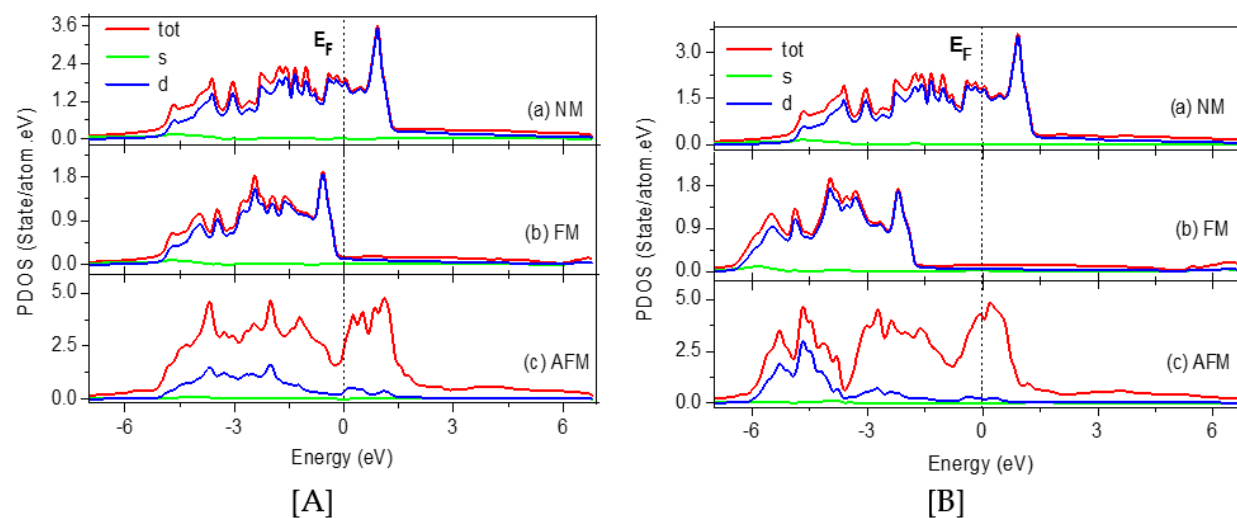 3.6
2.4
1.2
0.0
tot
s
d
E_F
(a) NM
1.8
0.9
0.0
(b) FM
5.0
2.5
0.0
(c) AFM
PDOS (State/atom.eV)
-6 -3 0 3 6
Energy (eV)
[A]
3.0
1.5
0.0
tot
s
d
E_F
(a) NM
1.8
0.9
0.0
(b) FM
5.0
2.5
0.0
(c) AFM
PDOS (State/atom.eV)
-6 -3 0 3 6
Energy (eV)
[B]